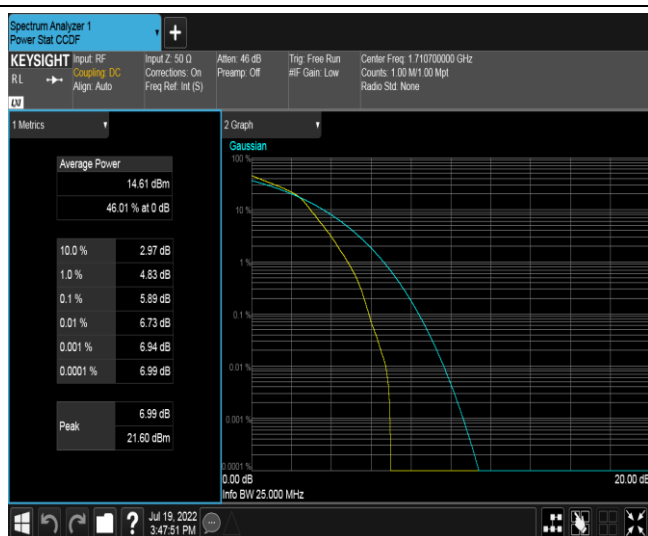 Spectrum Analyzer 1
Power Stat CCDF
+
KEYSIGHT
RL
LXI
Input: RF
Coupling: DC
Align: Auto
Input Z: 50 Ω
Corrections: On
Freq Ref: Int (S)
Atten: 46 dB
Preamp: Off
Trig: Free Run
#IF Gain: Low
Center Freq: 1.710700000 GHz
Counts: 1.00 M/1.00 Mpt
Radio Std: None
1 Metrics
Average Power
14.61 dBm
46.01 % at 0 dB
10.0 % 2.97 dB
1.0 % 4.83 dB
0.1 % 5.89 dB
0.01 % 6.73 dB
0.001 % 6.94 dB
0.0001 % 6.99 dB
Peak
6.99 dB
21.60 dBm
2 Graph
Gaussian
100 %
10 %
1 %
0.1 %
0.01 %
0.001 %
0.0001 %
0.00 dB 20.00 dB
Info BW 25.000 MHz
?
Jul 19, 2022
3:47:51 PM